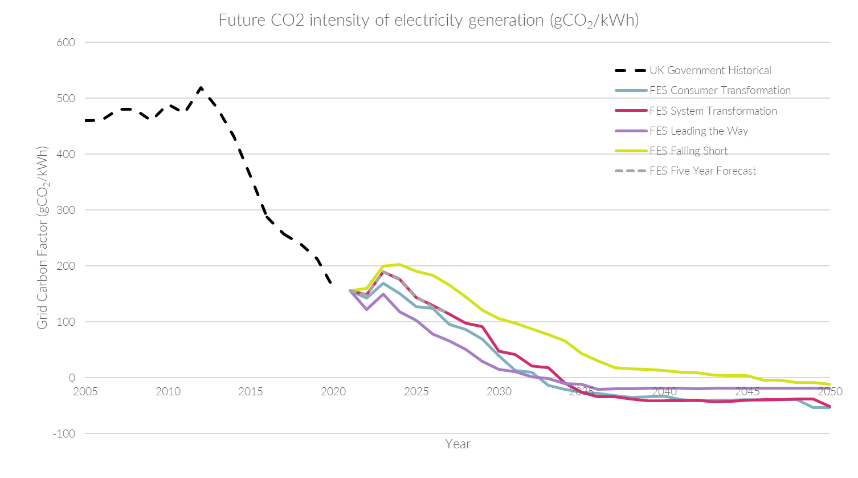 Future CO2 intensity of electricity generation (gCO₂/kWh)
600
500
400
300
200
100
0
-100
Grid Carbon Factor (gCO₂/kWh)
UK Government Historical
FES Consumer Transformation
FES System Transformation
FES Leading the Way
FES Falling Short
FES Five Year Forecast
2005 2010 2015 2020 2025 2030 2035 2040 2045 2050
Year